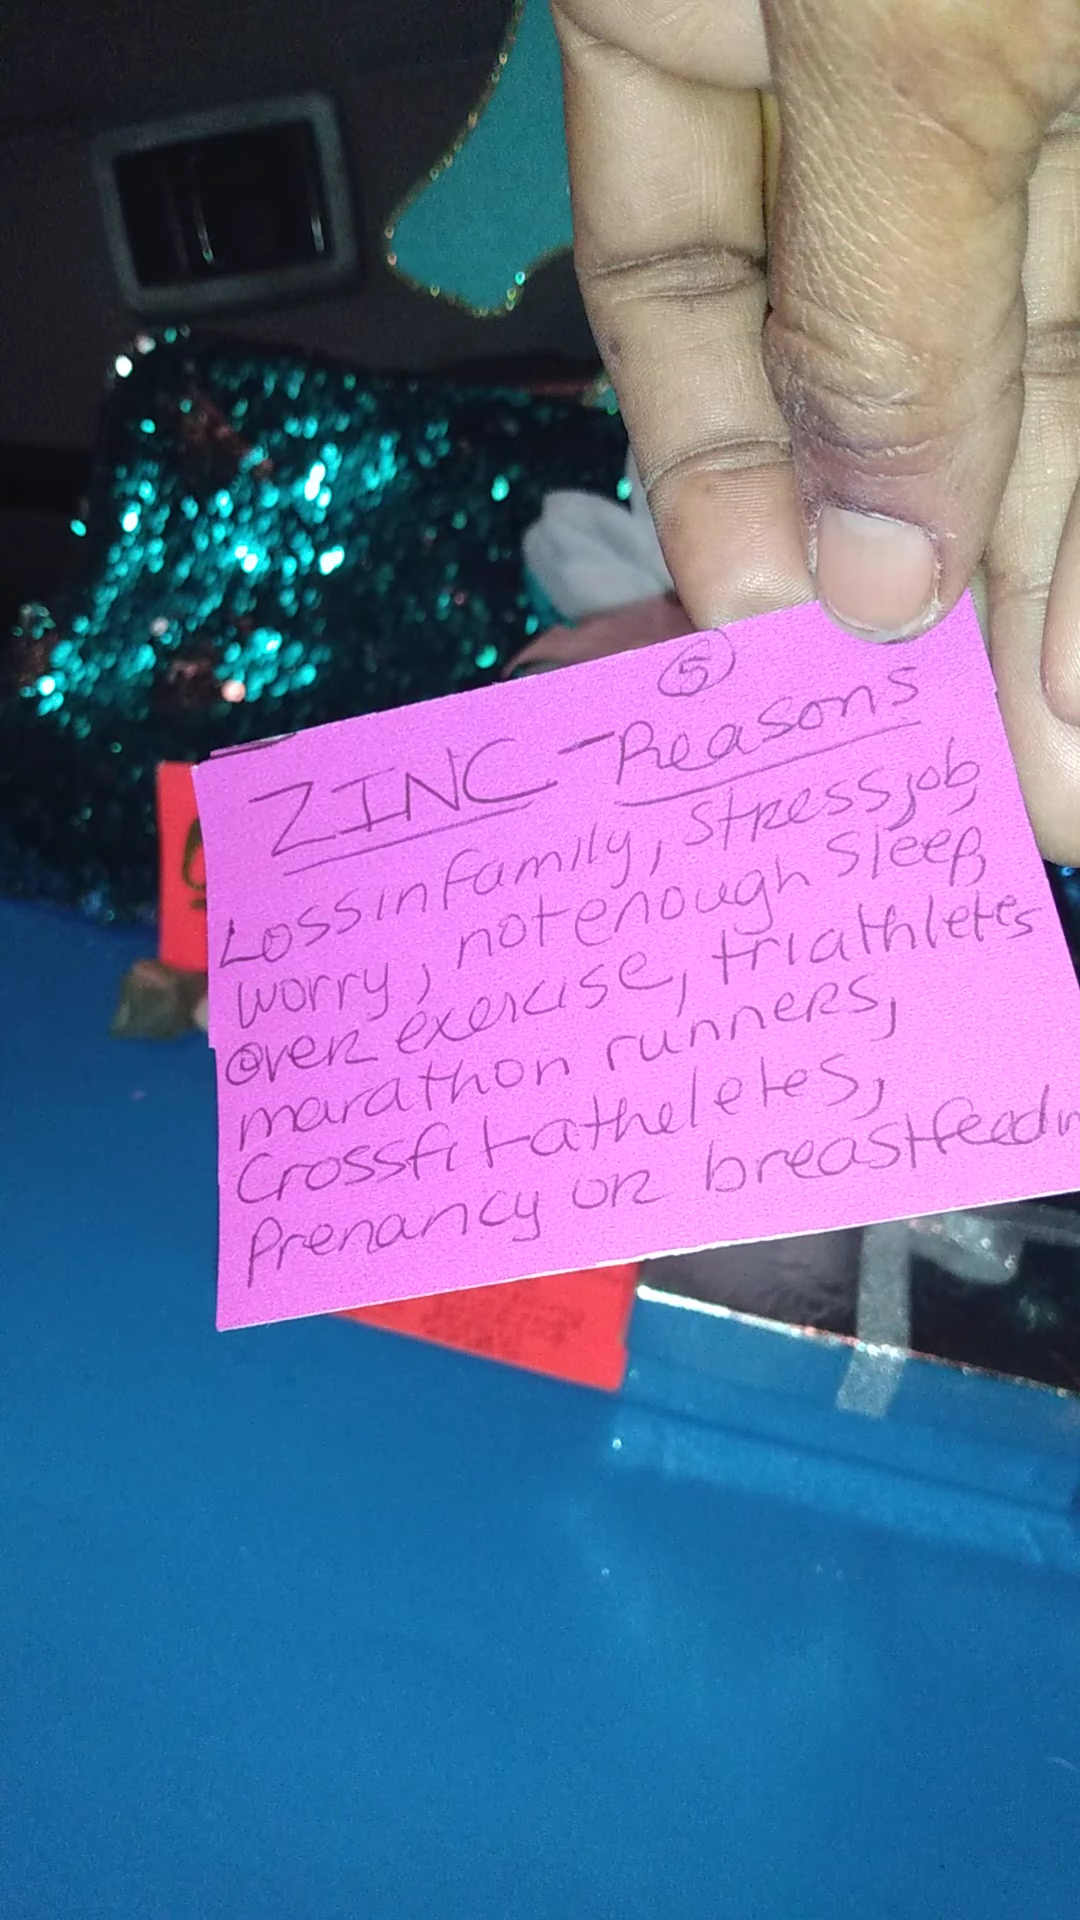 5
ZINC - Reasons
Loss in family, stress job,
worry, not enough sleep,
over exercise, triathletes
marathon runners,
Crossfit atheletes,
Prenancy or breastfeedin